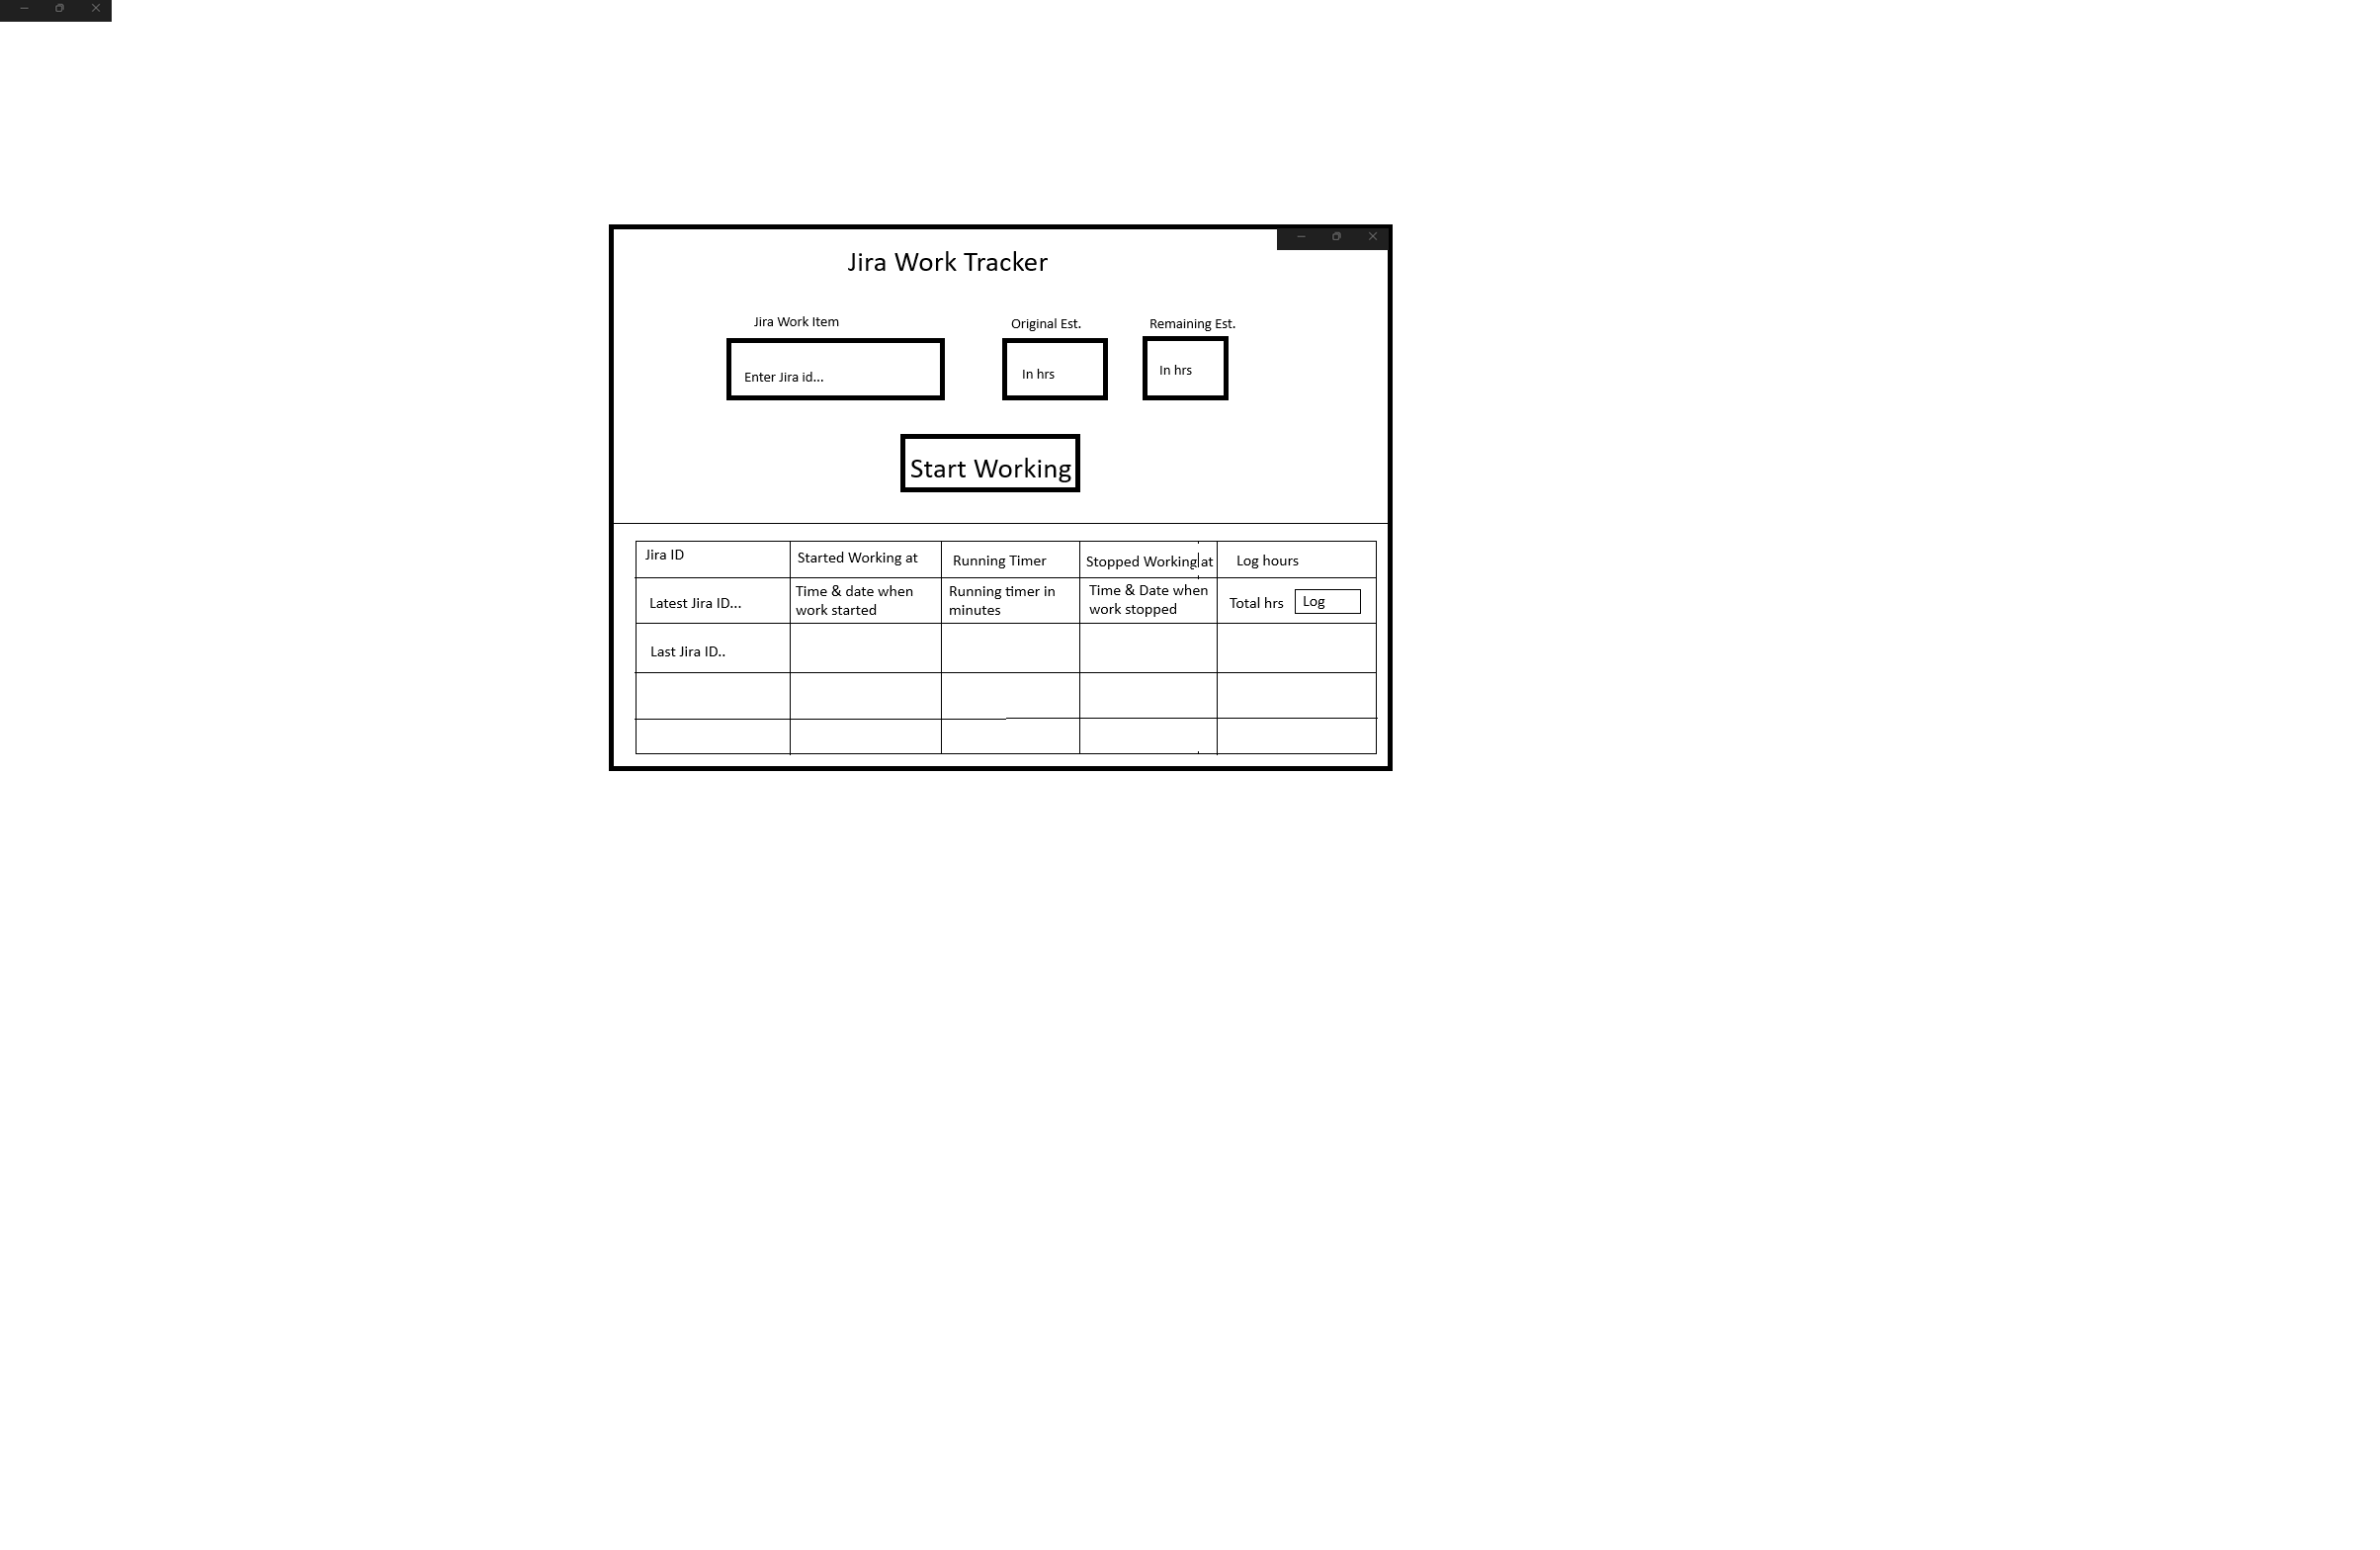 Jira Work Tracker
Jira Work Item
Original Est.
Remaining Est.
Enter Jira id...
In hrs
In hrs
Start Working
Jira ID
Started Working at
Running Timer
Stopped Working at
Log hours
Latest Jira ID...
Time & date when
work started
Running timer in
minutes
Time & Date when
work stopped
Total hrs
Log
Last Jira ID..